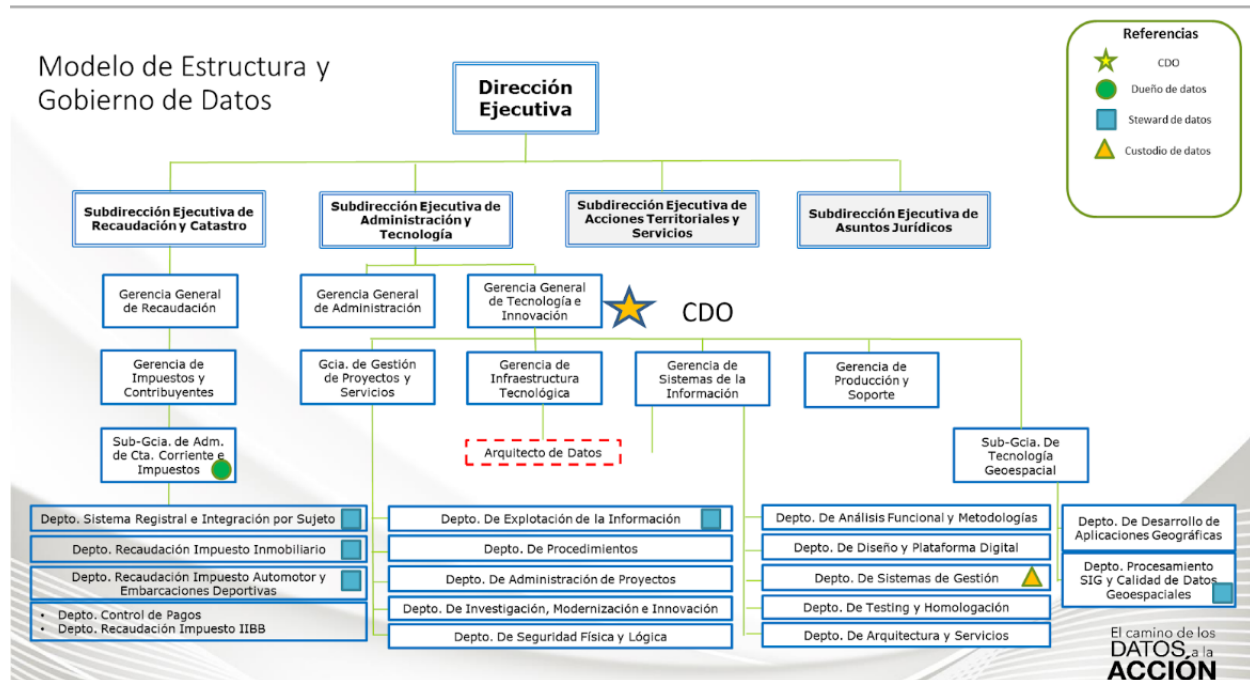 Modelo de Estructura y
Gobierno de Datos
Referencias
CDO
Dueño de datos
Steward de datos
Custodio de datos
Dirección
Ejecutiva
Subdirección Ejecutiva de
Recaudación y Catastro
Subdirección Ejecutiva de
Administración y
Tecnología
Subdirección Ejecutiva de
Acciones Territoriales y
Servicios
Subdirección Ejecutiva de
Asuntos Jurídicos
Gerencia General
de Recaudación
Gerencia General
de Administración
Gerencia General
de Tecnología e
Innovación
CDO
Gerencia de
Impuestos y
Contribuyentes
Gcia. de Gestión
de Proyectos y
Servicios
Gerencia de
Infraestructura
Tecnológica
Gerencia de
Sistemas de la
Información
Gerencia de
Producción y
Soporte
Sub-Gcia. de Adm.
de Cta. Corriente e
Impuestos
Arquitecto de Datos
Sub-Gcia. De
Tecnología
Geoespacial
Depto. Sistema Registral e Integración por Sujeto
Depto. Recaudación Impuesto Inmobiliario
Depto. Recaudación Impuesto Automotor y
Embarcaciones Deportivas
• Depto. Control de Pagos
• Depto. Recaudación Impuesto IIBB
Depto. De Explotación de la Información
Depto. De Procedimientos
Depto. De Administración de Proyectos
Depto. De Investigación, Modernización e Innovación
Depto. De Seguridad Física y Lógica
Depto. De Análisis Funcional y Metodologías
Depto. De Diseño y Plataforma Digital
Depto. De Sistemas de Gestión
Depto. De Testing y Homologación
Depto. De Arquitectura y Servicios
Depto. De Desarrollo de
Aplicaciones Geográficas
Depto. Procesamiento
SIG y Calidad de Datos
Geoespaciales
El camino de los
DATOS a la
ACCIÓN